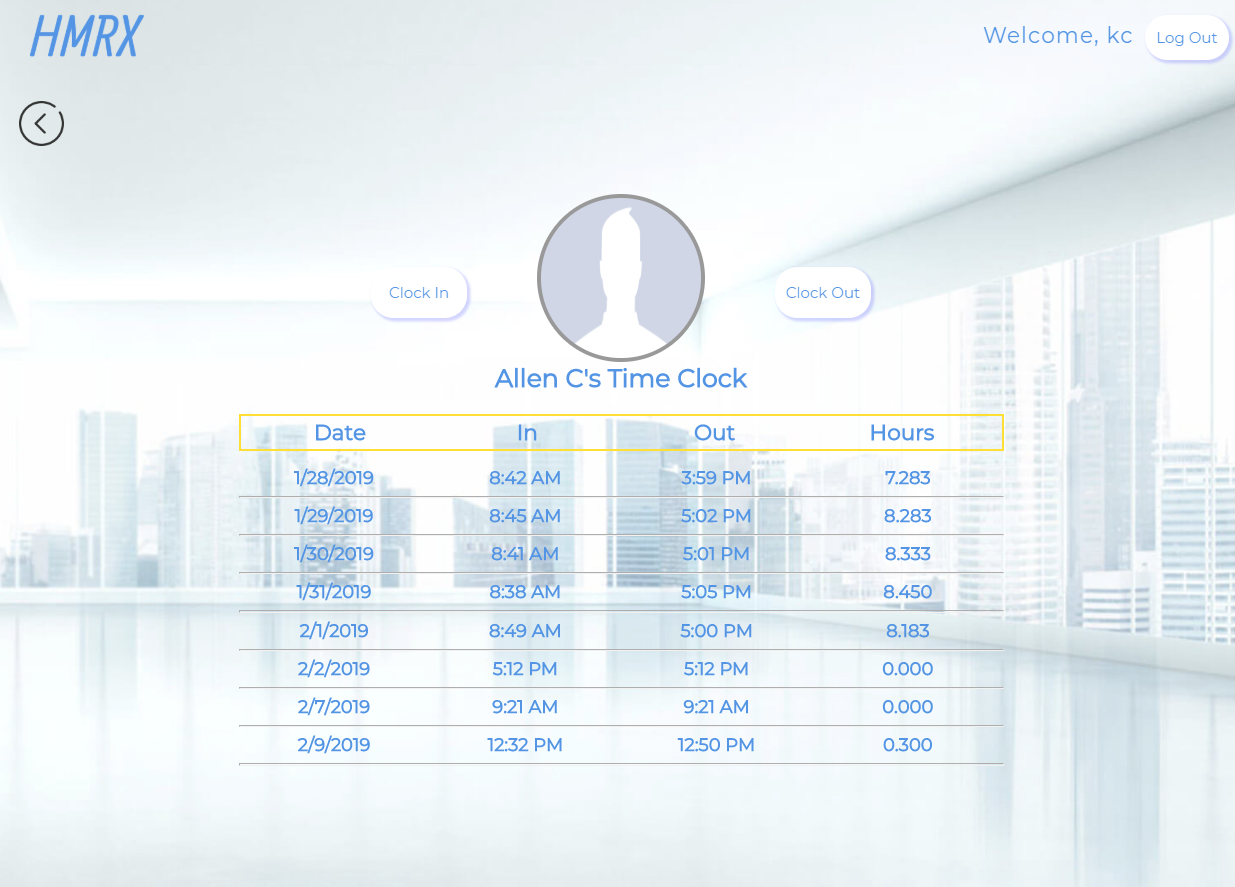 HMRX
Welcome, kc
Log Out
Clock In
Clock Out
Allen C's Time Clock
Date In Out Hours
1/28/2019 8:42 AM 3:59 PM 7.283
1/29/2019 8:45 AM 5:02 PM 8.283
1/30/2019 8:41 AM 5:01 PM 8.333
1/31/2019 8:38 AM 5:05 PM 8.450
2/1/2019 8:49 AM 5:00 PM 8.183
2/2/2019 5:12 PM 5:12 PM 0.000
2/7/2019 9:21 AM 9:21 AM 0.000
2/9/2019 12:32 PM 12:50 PM 0.300